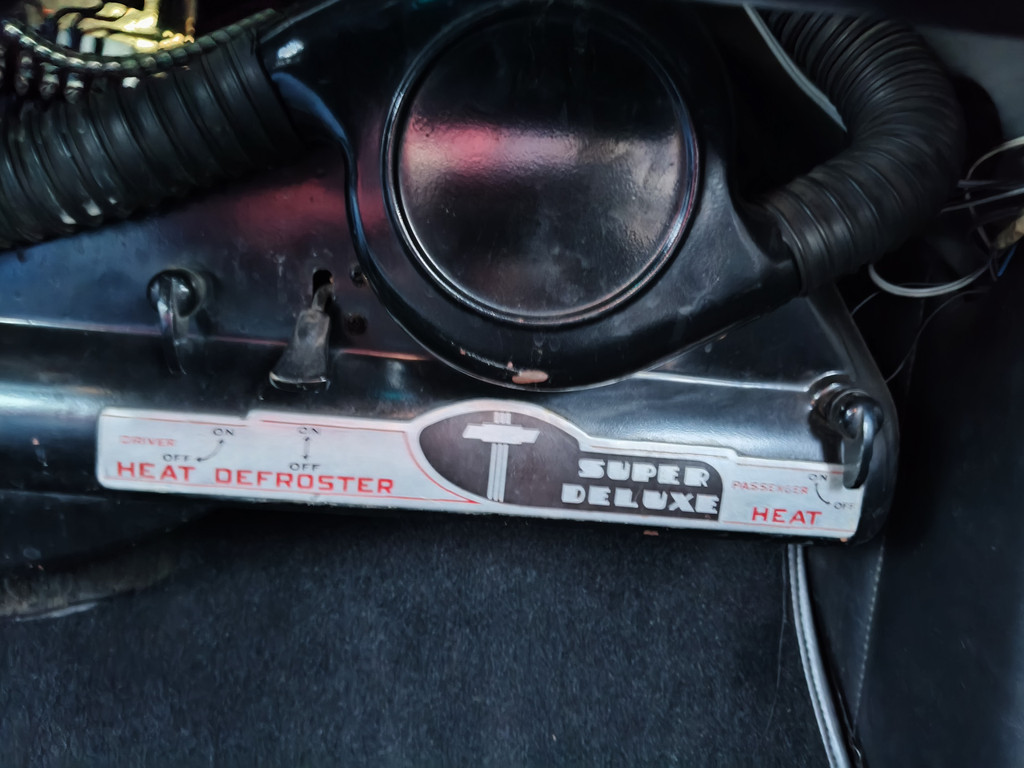 DRIVER
ON
OFF
HEAT
ON
OFF
DEFROSTER
SUPER
DELUXE
PASSENGER
ON
OFF
HEAT